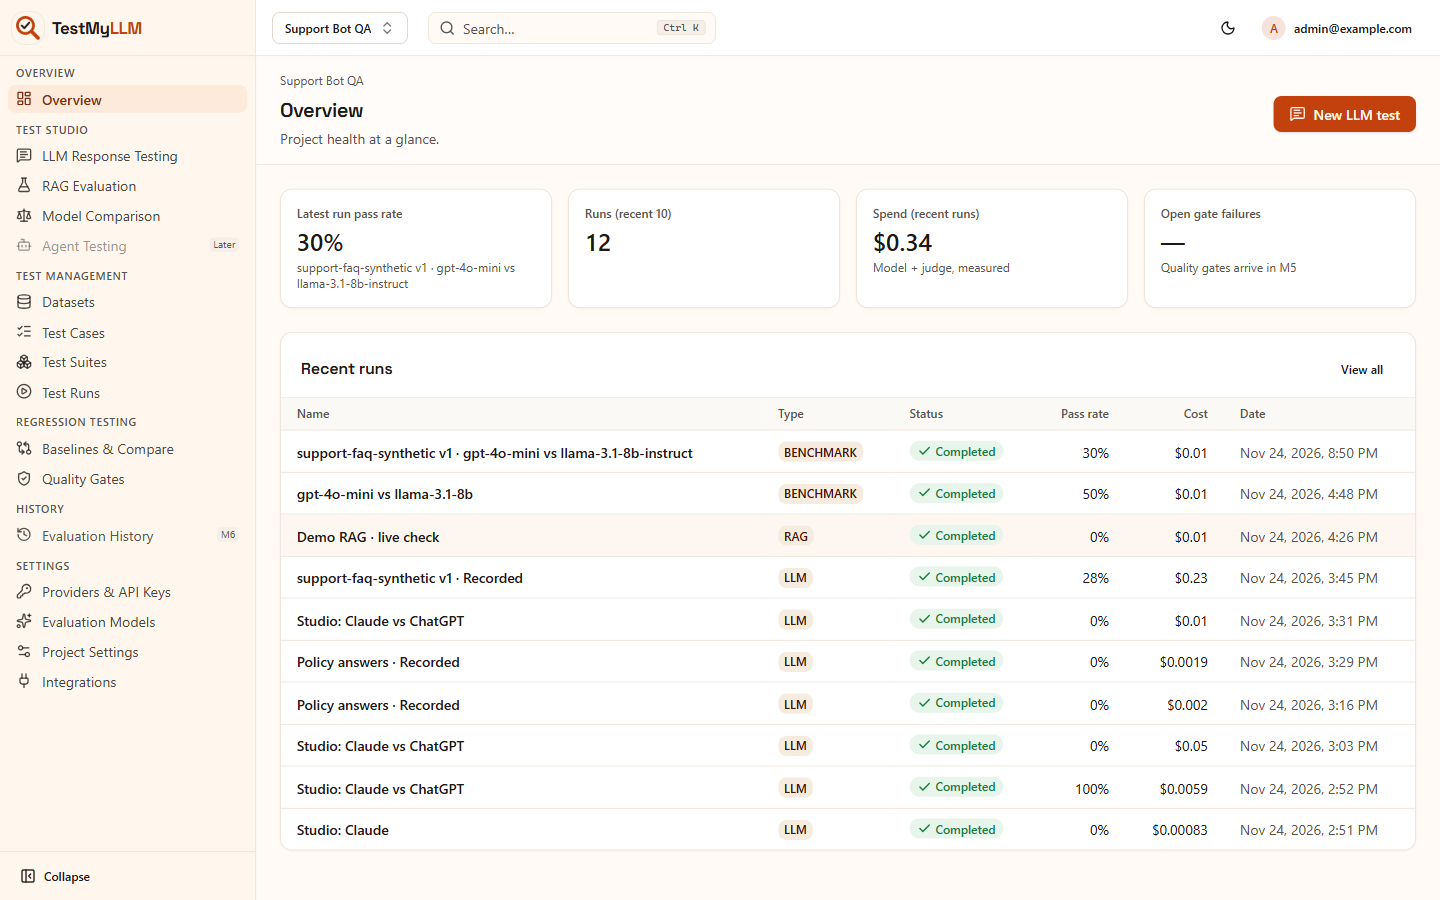 TestMyLLM
Support Bot QA
Search...
Ctrl K
A
admin@example.com
OVERVIEW
Overview
TEST STUDIO
LLM Response Testing
RAG Evaluation
Model Comparison
Agent Testing
Later
TEST MANAGEMENT
Datasets
Test Cases
Test Suites
Test Runs
REGRESSION TESTING
Baselines & Compare
Quality Gates
HISTORY
Evaluation History
M6
SETTINGS
Providers & API Keys
Evaluation Models
Project Settings
Integrations
Collapse
Support Bot QA
Overview
Project health at a glance.
New LLM test
Latest run pass rate
30%
support-faq-synthetic v1 · gpt-4o-mini vs
llama-3.1-8b-instruct
Runs (recent 10)
12
Spend (recent runs)
$0.34
Model + judge, measured
Open gate failures
—
Quality gates arrive in M5
Recent runs
View all
Name Type Status Pass rate Cost Date
support-faq-synthetic v1 · gpt-4o-mini vs llama-3.1-8b-instruct BENCHMARK Completed 30% $0.01 Nov 24, 2026, 8:50 PM
gpt-4o-mini vs llama-3.1-8b BENCHMARK Completed 50% $0.01 Nov 24, 2026, 4:48 PM
Demo RAG · live check RAG Completed 0% $0.01 Nov 24, 2026, 4:26 PM
support-faq-synthetic v1 · Recorded LLM Completed 28% $0.23 Nov 24, 2026, 3:45 PM
Studio: Claude vs ChatGPT LLM Completed 0% $0.01 Nov 24, 2026, 3:31 PM
Policy answers · Recorded LLM Completed 0% $0.0019 Nov 24, 2026, 3:29 PM
Policy answers · Recorded LLM Completed 0% $0.002 Nov 24, 2026, 3:16 PM
Studio: Claude vs ChatGPT LLM Completed 0% $0.05 Nov 24, 2026, 3:03 PM
Studio: Claude vs ChatGPT LLM Completed 100% $0.0059 Nov 24, 2026, 2:52 PM
Studio: Claude LLM Completed 0% $0.00083 Nov 24, 2026, 2:51 PM